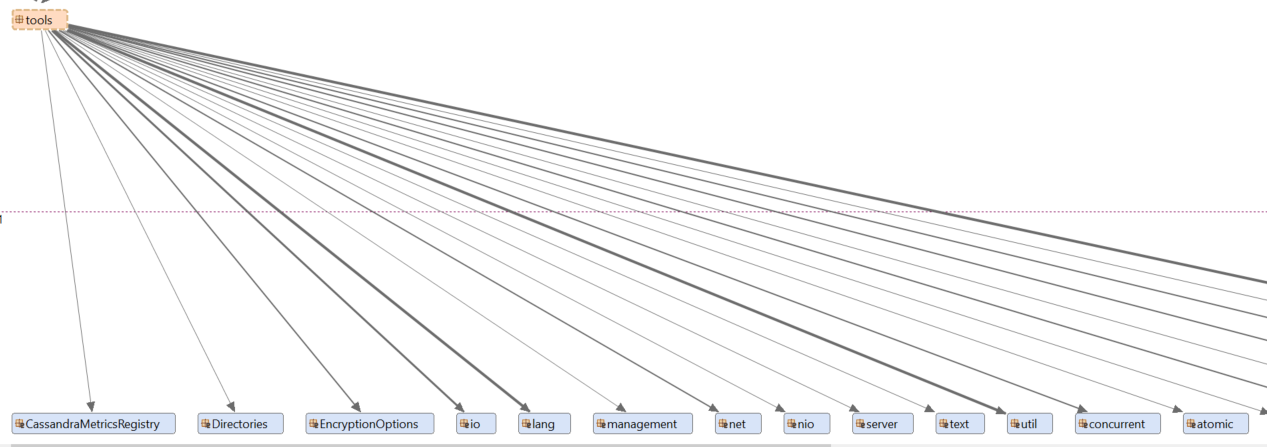 tools
CassandraMetricsRegistry
Directories
EncryptionOptions
io
lang
management
net
nio
server
text
util
concurrent
atomic